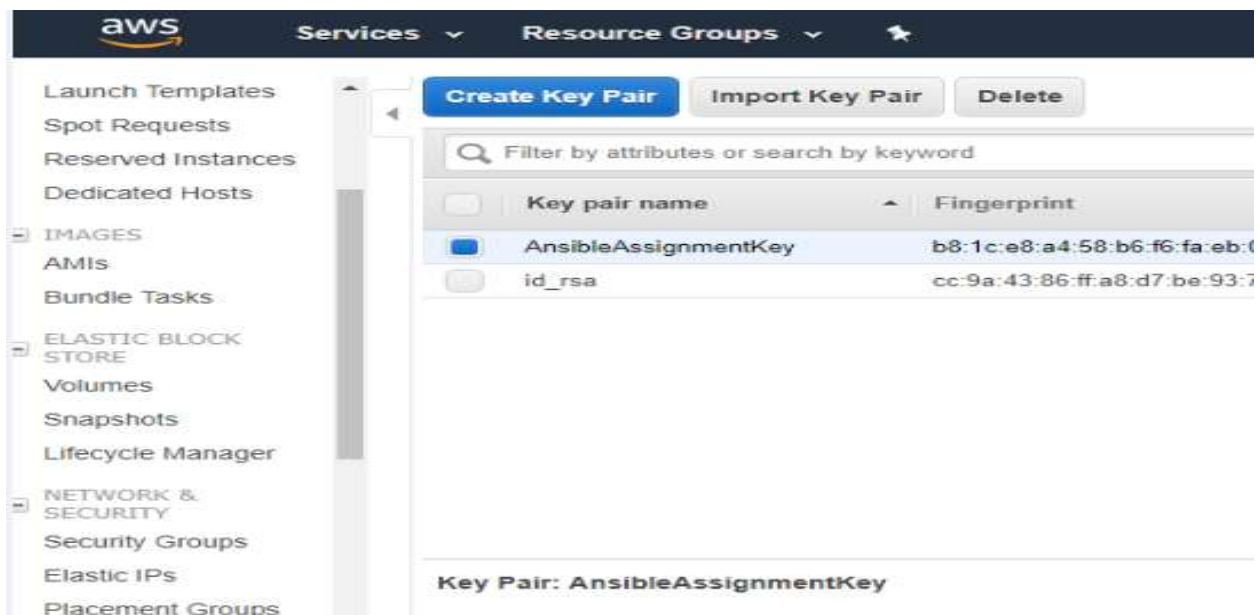 aws
Services
Resource Groups
Launch Templates
Spot Requests
Reserved Instances
Dedicated Hosts
IMAGES
AMIs
Bundle Tasks
ELASTIC BLOCK
STORE
Volumes
Snapshots
Lifecycle Manager
NETWORK &
SECURITY
Security Groups
Elastic IPs
Placement Groups
Create Key Pair Import Key Pair Delete
Filter by attributes or search by keyword
Key pair name Fingerprint
AnsibleAssignmentKey b8:1c:e8:a4:58:b6:f6:fa:eb:
id_rsa cc:9a:43:86:ff:a8:d7:be:93:7
Key Pair: AnsibleAssignmentKey